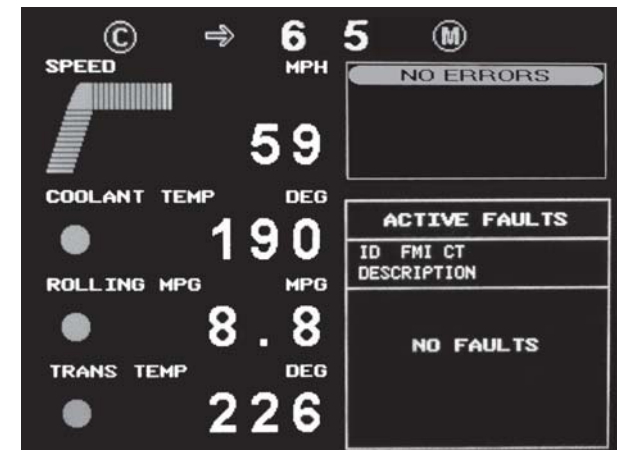 Ⓒ ⇨ 6 5 Ⓜ
SPEED MPH
59
COOLANT TEMP DEG
190
ROLLING MPG MPG
8.8
TRANS TEMP DEG
226
NO ERRORS
ACTIVE FAULTS
ID FMI CT
DESCRIPTION
NO FAULTS